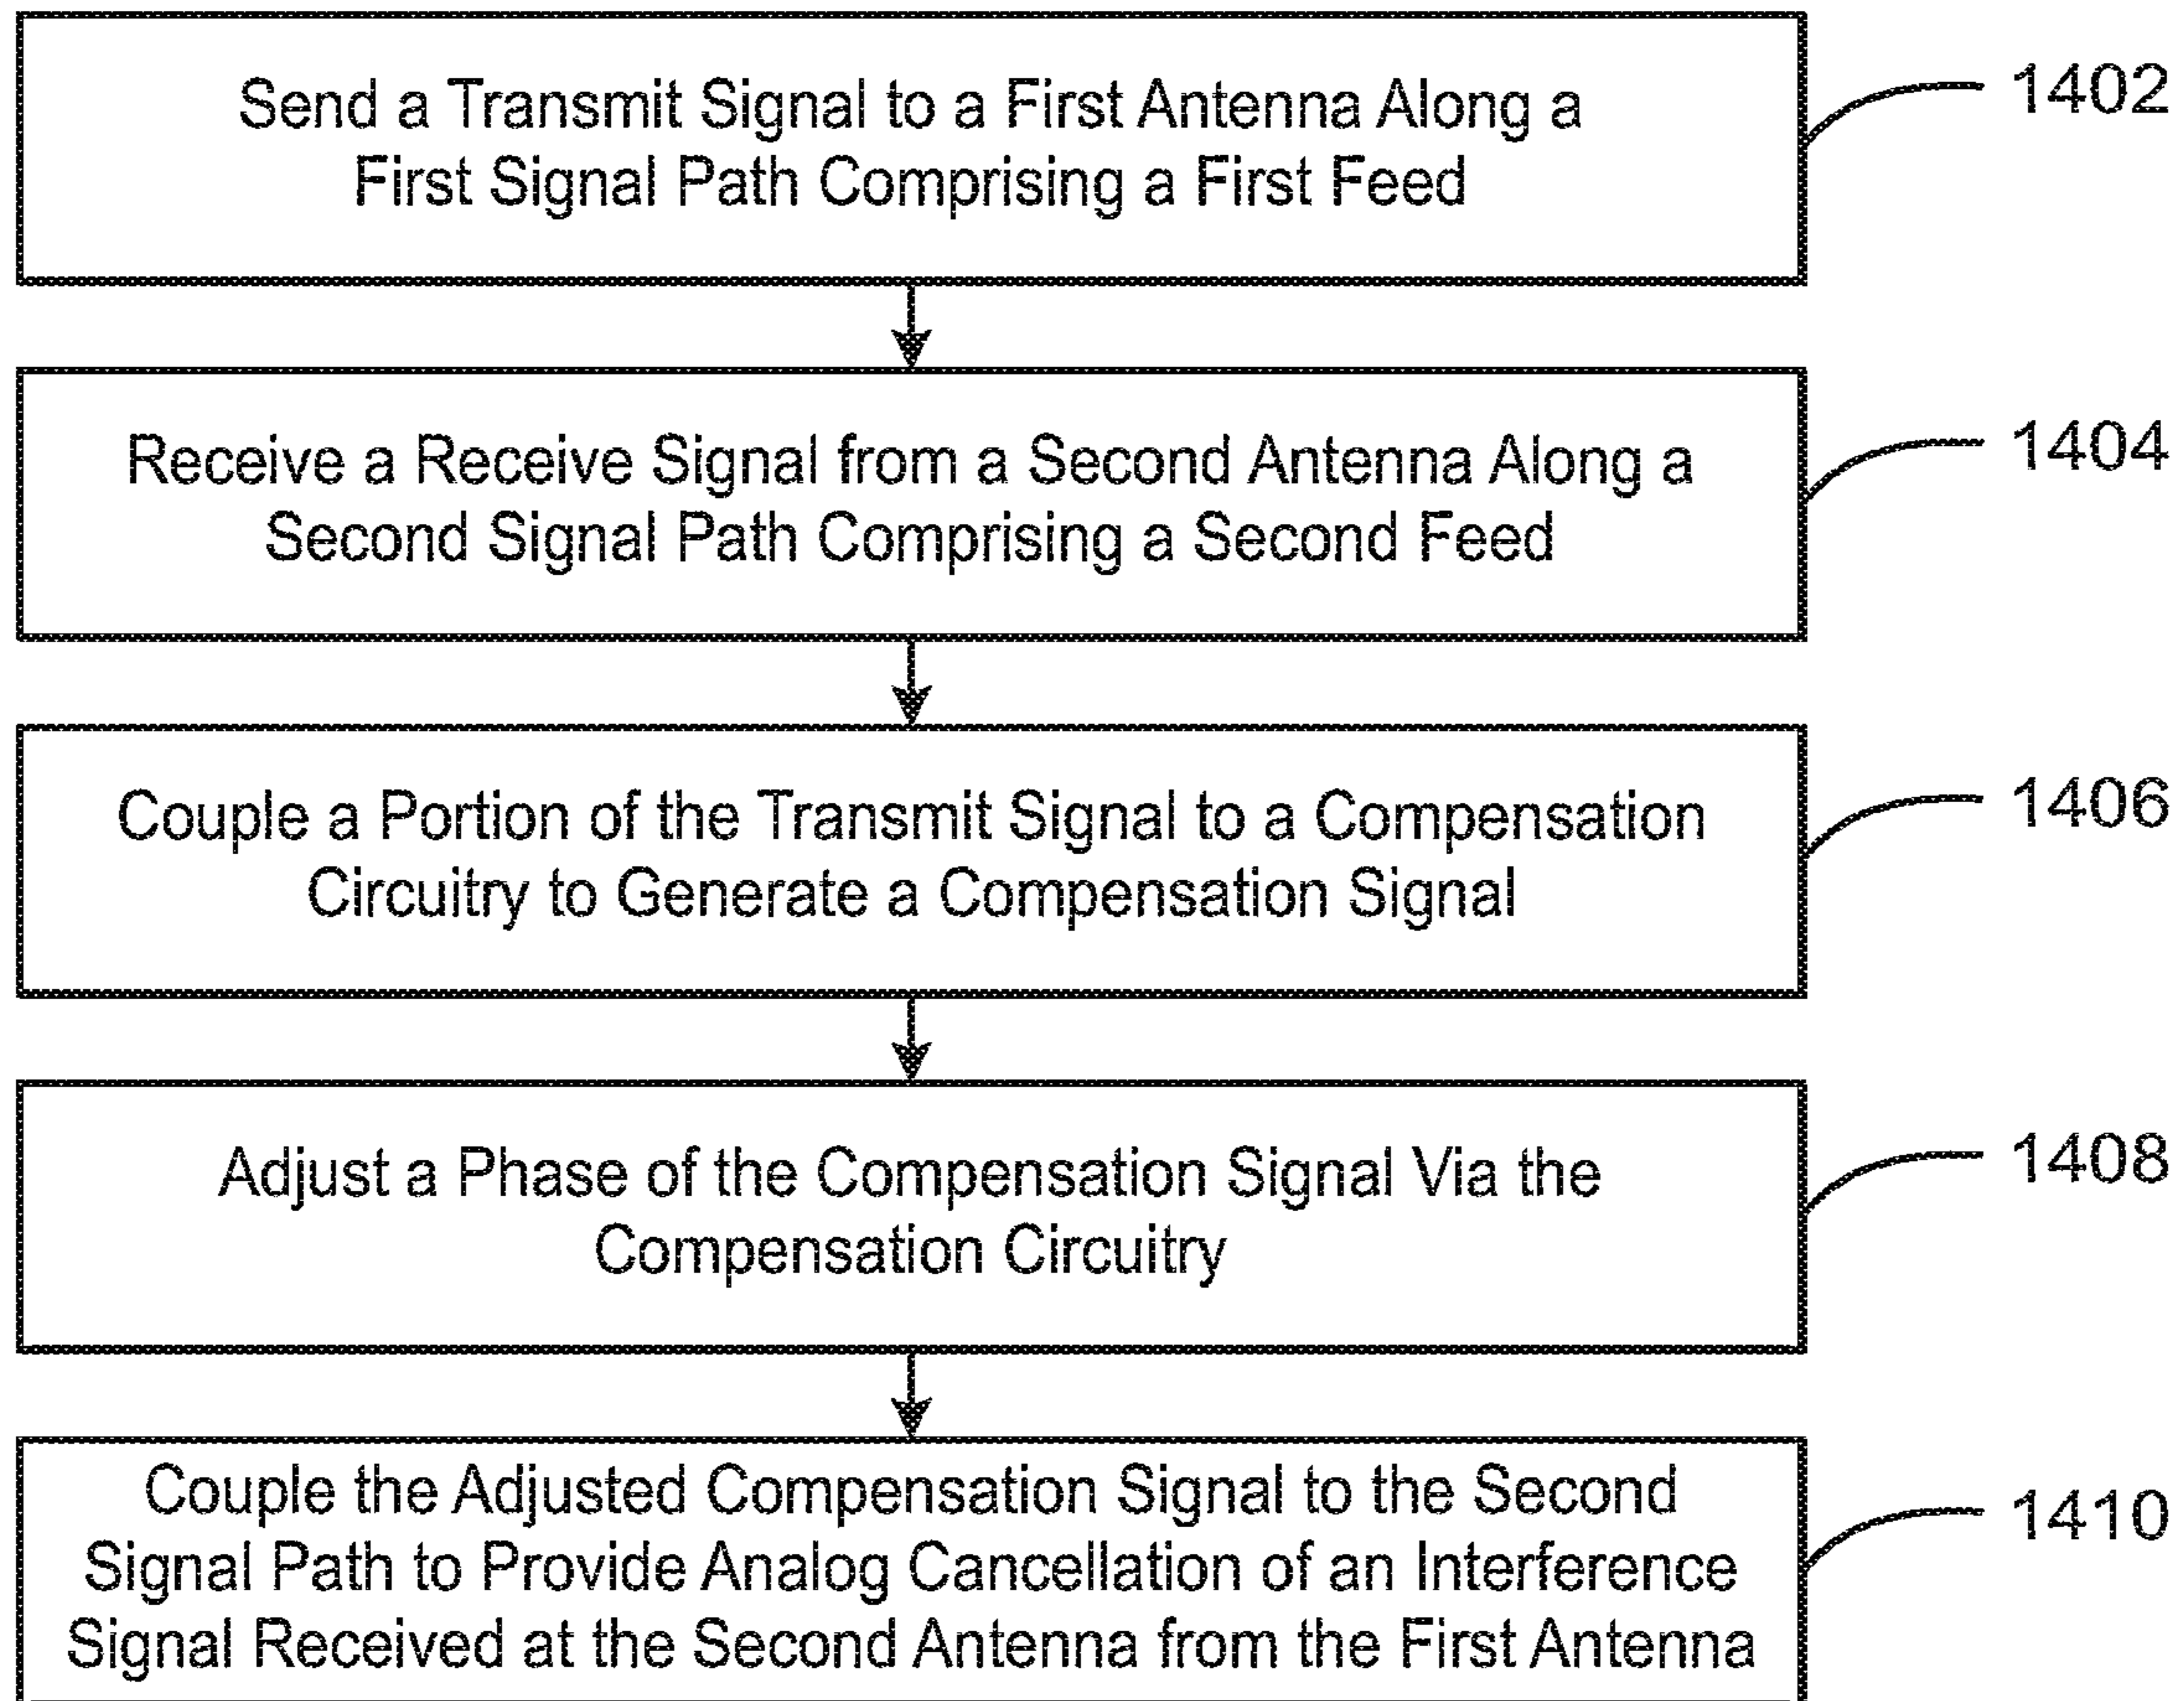 Send a Transmit Signal to a First Antenna Along a
First Signal Path Comprising a First Feed
1402
Receive a Receive Signal from a Second Antenna Along a
Second Signal Path Comprising a Second Feed
1404
Couple a Portion of the Transmit Signal to a Compensation
Circuitry to Generate a Compensation Signal
1406
Adjust a Phase of the Compensation Signal Via the
Compensation Circuitry
1408
Couple the Adjusted Compensation Signal to the Second
Signal Path to Provide Analog Cancellation of an Interference
Signal Received at the Second Antenna from the First Antenna
1410